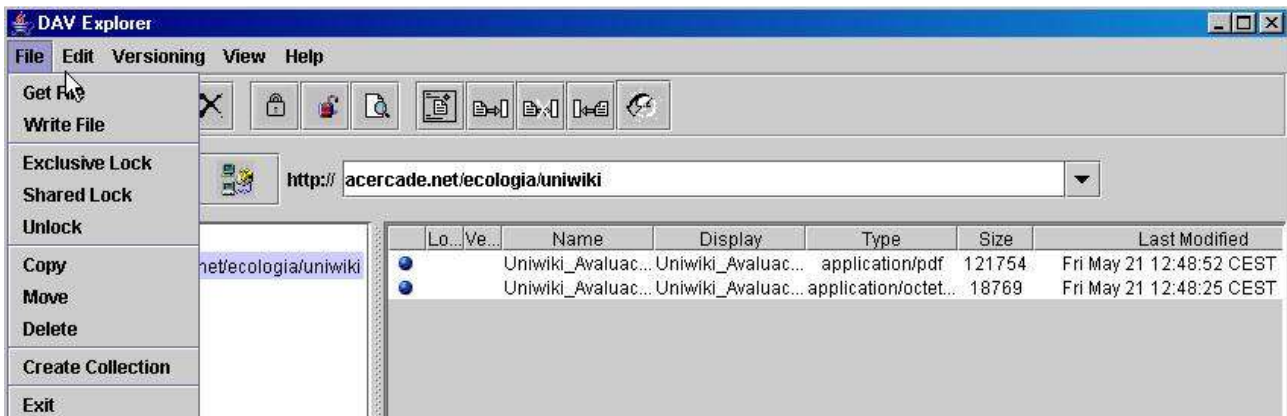 DAV Explorer
File Edit Versioning View Help
Get File
Write File
Exclusive Lock
Shared Lock
Unlock
Copy
Move
Delete
Create Collection
Exit
http:// acercade.net/ecologia/uniwiki
net/ecologia/uniwiki
Lo... Ve... Name Display Type Size Last Modified
Uniwiki_Avaluac... Uniwiki_Avaluac... application/pdf 121754 Fri May 21 12:48:52 CEST
Uniwiki_Avaluac... Uniwiki_Avaluac... application/octet... 18769 Fri May 21 12:48:25 CEST